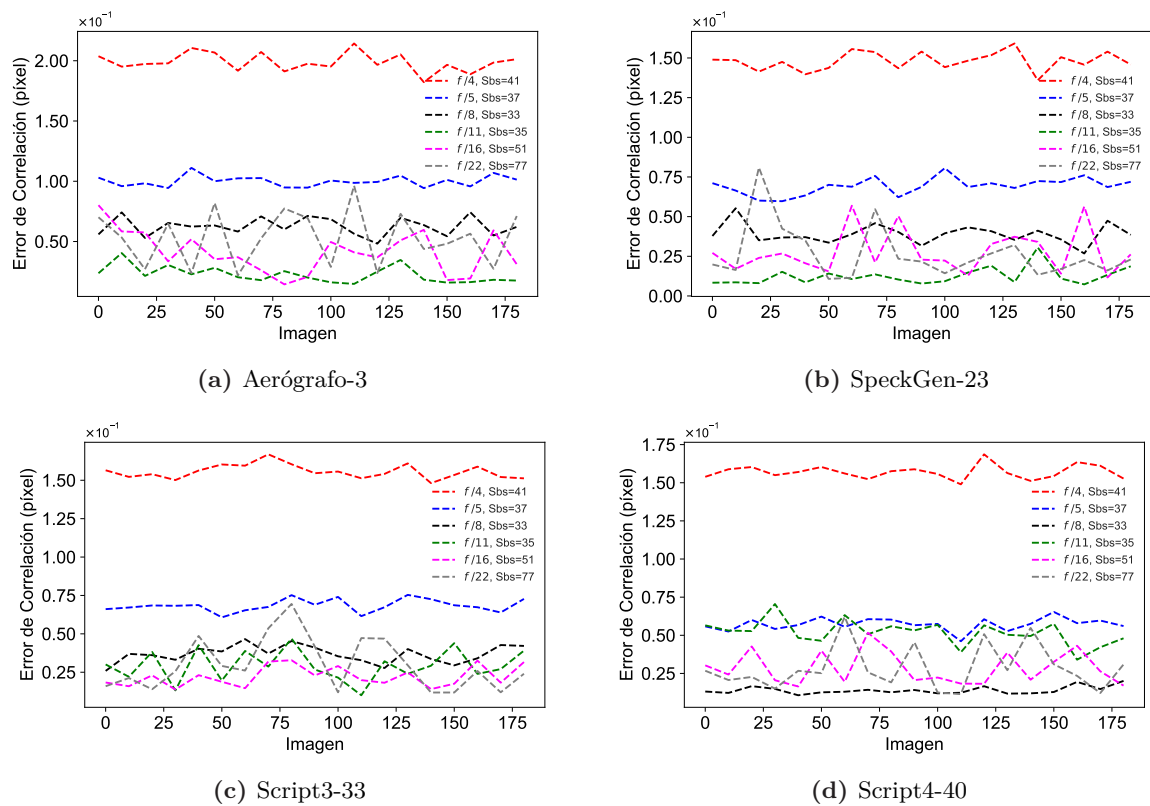 ×10⁻¹
2.00
1.50
1.00
0.50
Error de Correlación (píxel)
f/4, Sbs=41
f/5, Sbs=37
f/8, Sbs=33
f/11, Sbs=35
f/16, Sbs=51
f/22, Sbs=77
0 25 50 75 100 125 150 175
Imagen
(a) Aerógrafo-3
×10⁻¹
1.50
1.25
1.00
0.75
0.50
0.25
0.00
Error de Correlación (píxel)
f/4, Sbs=41
f/5, Sbs=37
f/8, Sbs=33
f/11, Sbs=35
f/16, Sbs=51
f/22, Sbs=77
0 25 50 75 100 125 150 175
Imagen
(b) SpeckGen-23
×10⁻¹
1.50
1.25
1.00
0.75
0.50
0.25
Error de Correlación (píxel)
f/4, Sbs=41
f/5, Sbs=37
f/8, Sbs=33
f/11, Sbs=35
f/16, Sbs=51
f/22, Sbs=77
0 25 50 75 100 125 150 175
Imagen
(c) Script3-33
×10⁻¹
1.75
1.50
1.25
1.00
0.75
0.50
0.25
Error de Correlación (píxel)
f/4, Sbs=41
f/5, Sbs=37
f/8, Sbs=33
f/11, Sbs=35
f/16, Sbs=51
f/22, Sbs=77
0 25 50 75 100 125 150 175
Imagen
(d) Script4-40